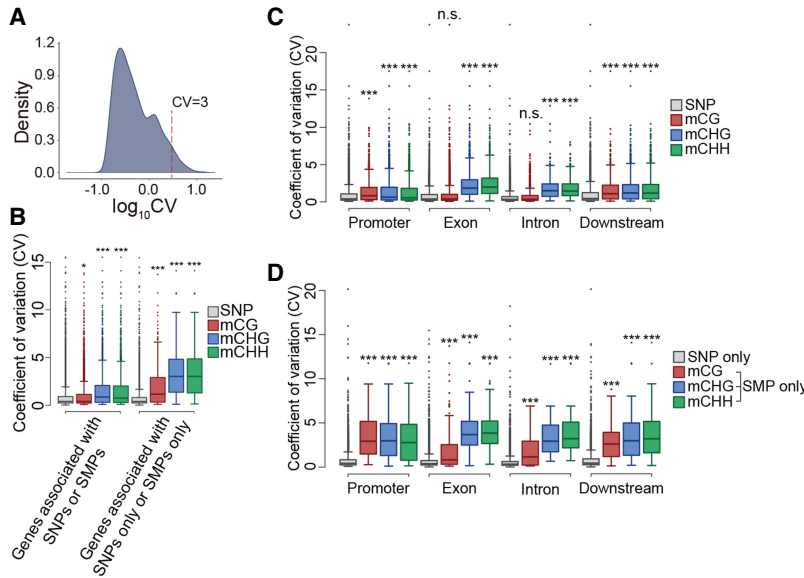 A
1.2
0.9
0.6
0.3
0.0
Density
CV=3
-1.0
0.0
1.0
log10CV
B
Coefficient of variation (CV)
15
10
5
0
*
***
***
***
***
***
SNP
mCG
mCHG
mCHH
Genes associated with
SNPs or SMPs
Genes associated with
SNPs only or SMPs only
C
Coefficient of variation (CV)
20
15
10
5
0
***
***
***
n.s.
***
***
n.s.
***
***
***
***
***
Promoter
Exon
Intron
Downstream
SNP
mCG
mCHG
mCHH
D
Coefficient of variation (CV)
20
15
10
5
0
***
***
***
***
***
***
***
***
***
***
***
***
Promoter
Exon
Intron
Downstream
SNP only
mCG
mCHG
mCHH
SMP only